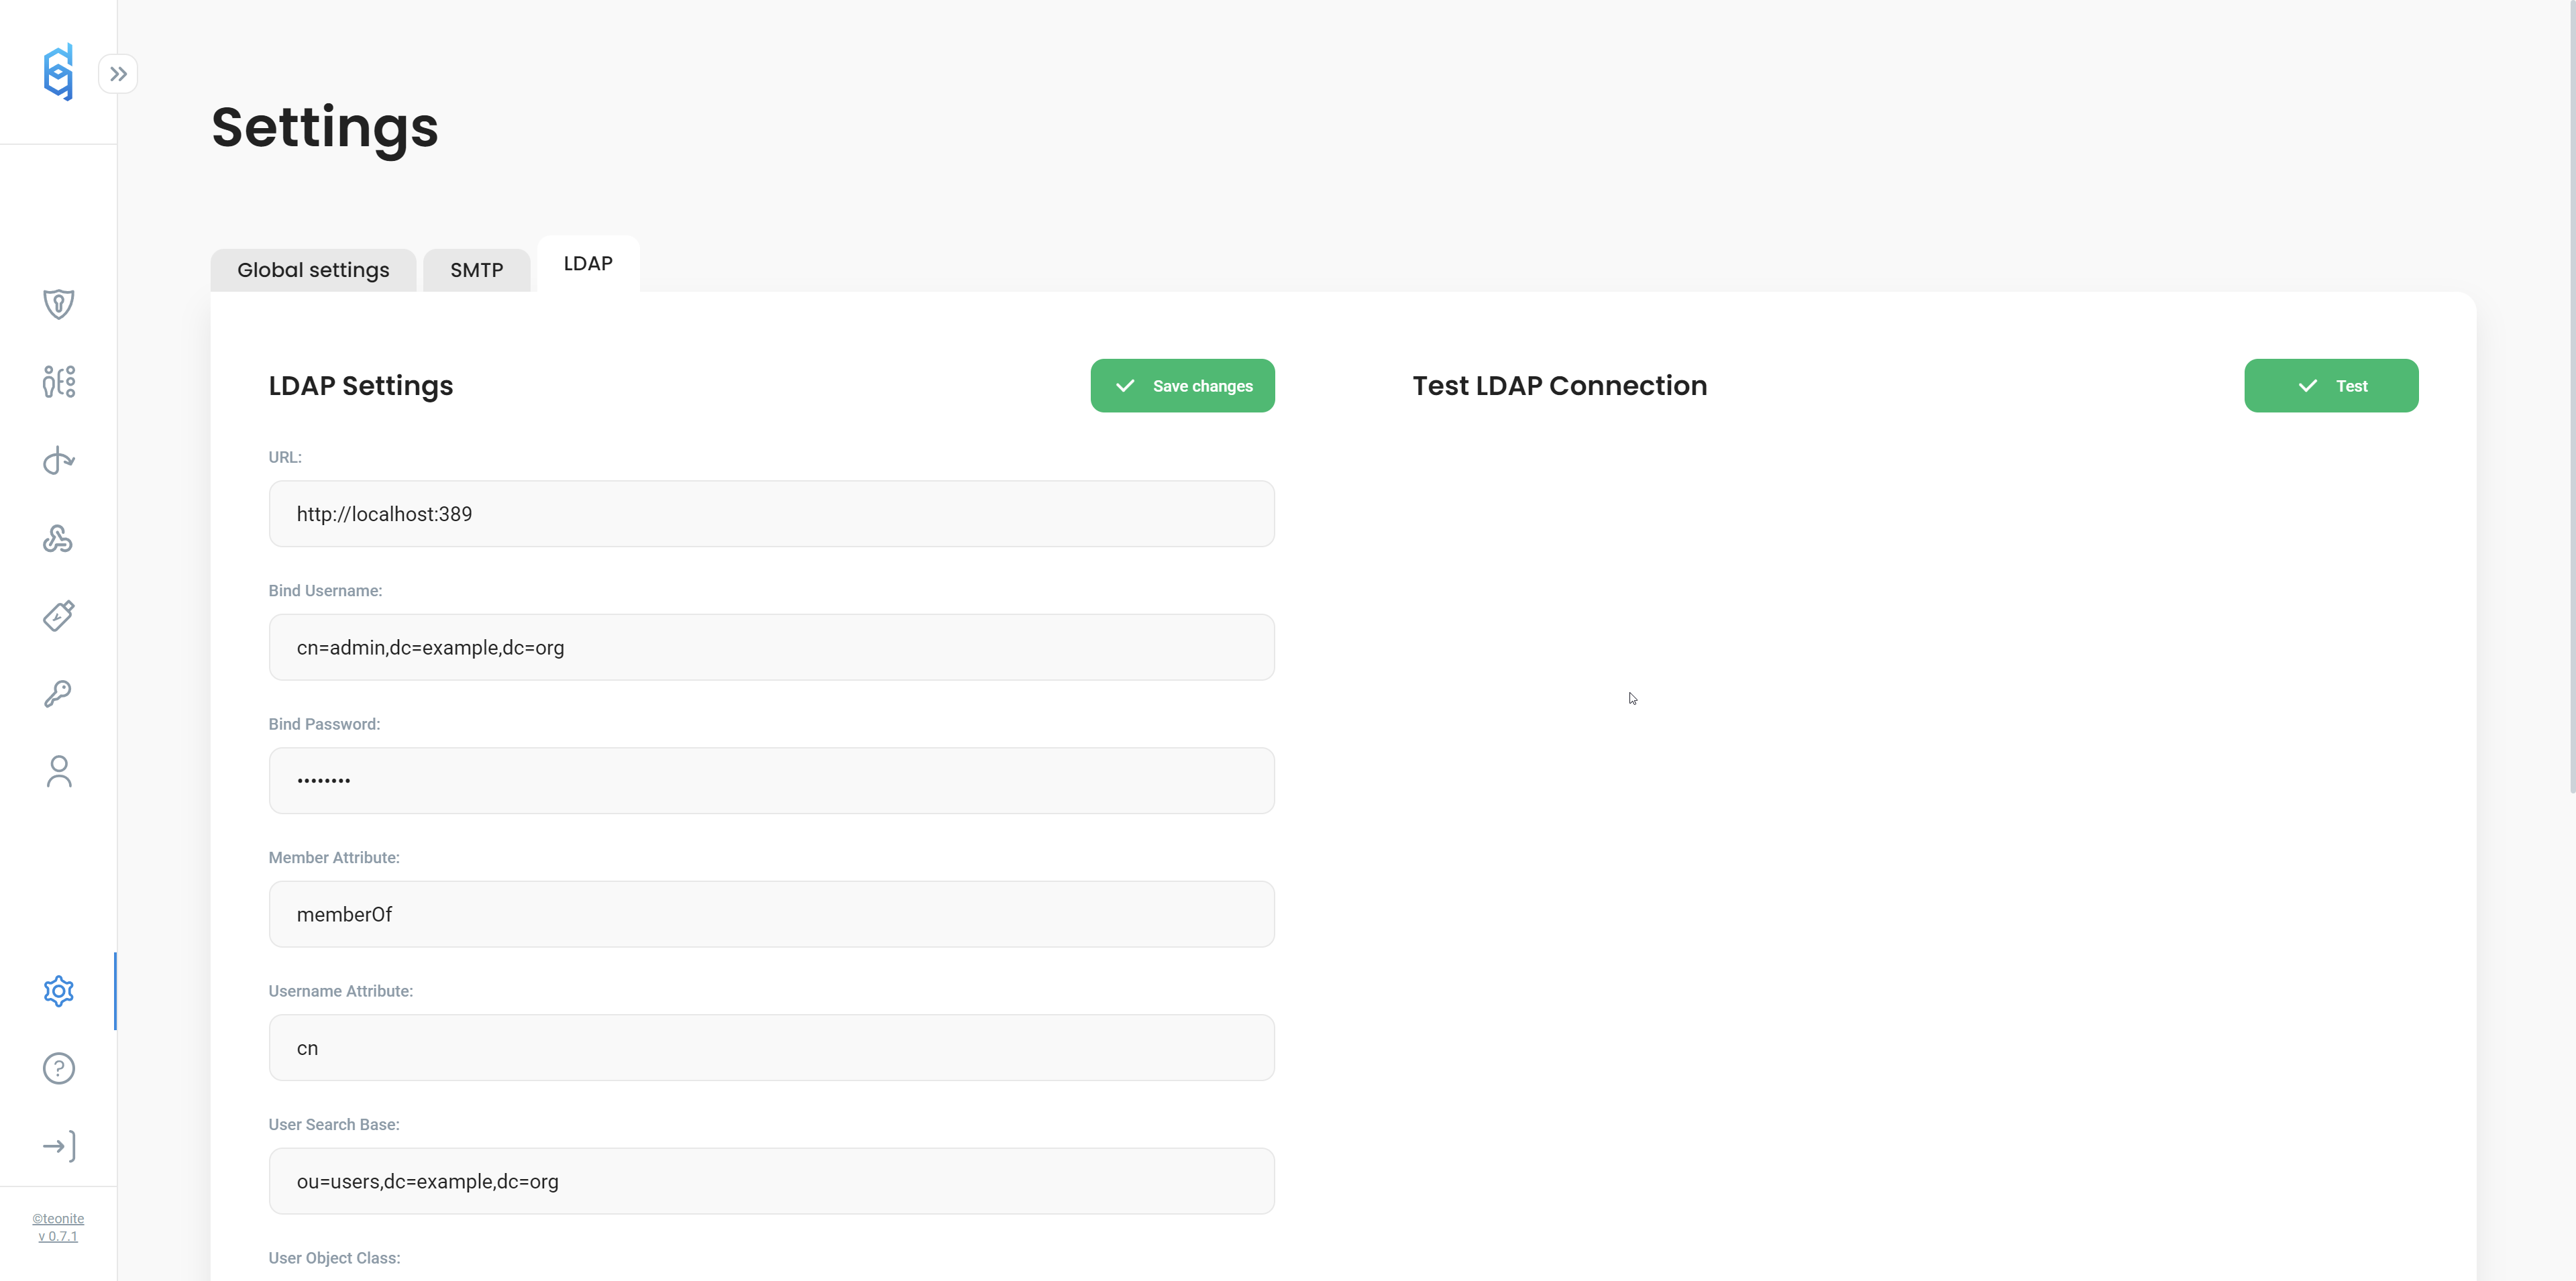 Settings
Global settings
SMTP
LDAP
LDAP Settings
Save changes
Test LDAP Connection
Test
URL:
http://localhost:389
Bind Username:
cn=admin,dc=example,dc=org
Bind Password:
••••••••
Member Attribute:
memberOf
Username Attribute:
cn
User Search Base:
ou=users,dc=example,dc=org
User Object Class:
©teonite
v 0.7.1